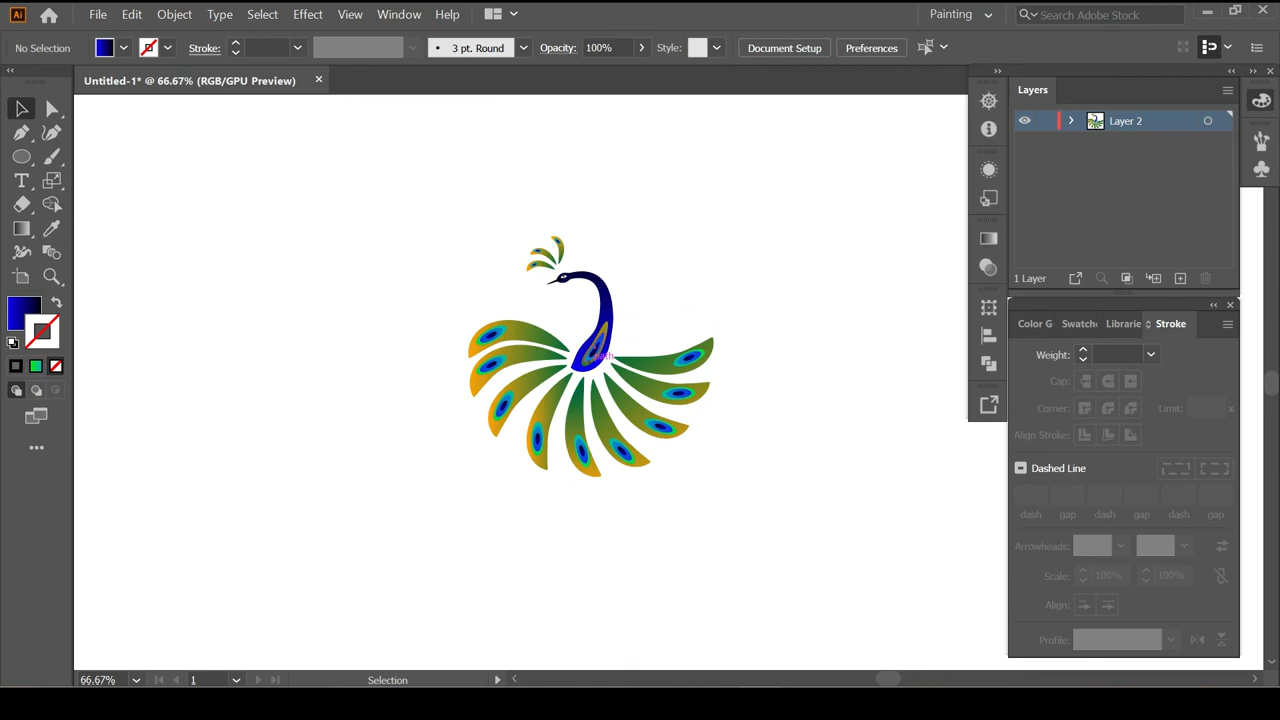 Ai File Edit Object Type Select Effect View Window Help Painting Search Adobe Stock
No Selection Stroke: 3 pt. Round Opacity: 100% Style: Document Setup Preferences
Untitled-1* @ 66.67% (RGB/GPU Preview)
Layers
Layer 2
1 Layer
Color G Swatche Librarie Stroke
Weight:
Cap:
Corner: Limit: x
Align Stroke:
Dashed Line
dash gap dash gap dash gap
Arrowheads:
Scale: 100% 100%
Align:
Profile:
66.67% 1 Selection